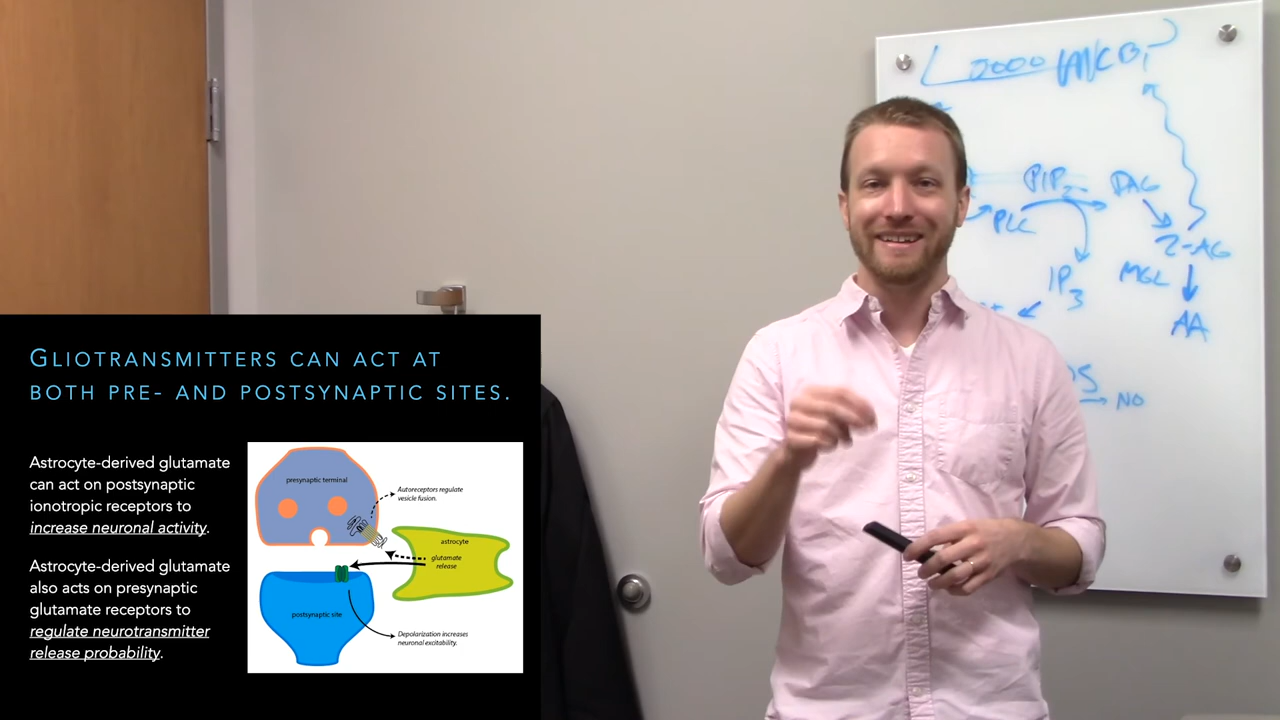 GLIOTRANSMITTERS CAN ACT AT
BOTH PRE- AND POSTSYNAPTIC SITES.
Astrocyte-derived glutamate
can act on postsynaptic
ionotropic receptors to
increase neuronal activity.
Astrocyte-derived glutamate
also acts on presynaptic
glutamate receptors to
regulate neurotransmitter
release probability.
presynaptic terminal
Autoreceptors regulate
vesicle fusion.
astrocyte
glutamate
release
postsynaptic site
Depolarization increases
neuronal excitability.
PIP2
DAG
PLC
2-AG
IP3
MGL
AA
NO